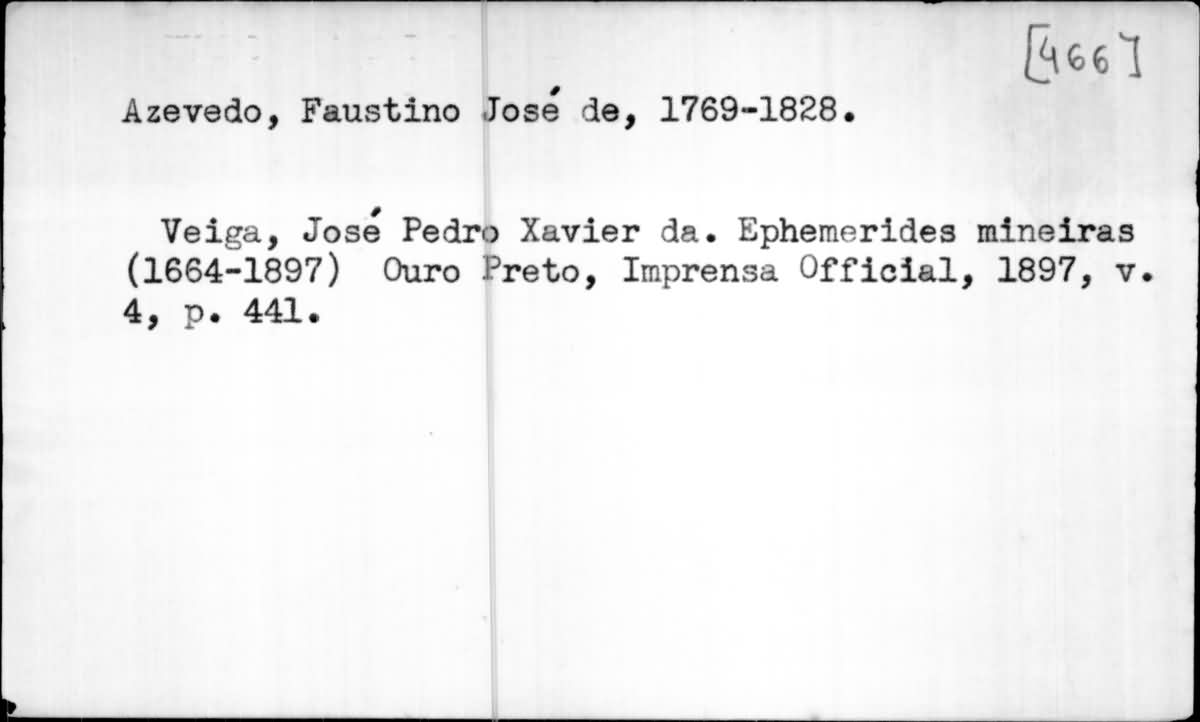 [466]
Azevedo, Faustino José de, 1769-1828.
Veiga, José Pedro Xavier da. Ephemerides mineiras
(1664-1897) Ouro Preto, Imprensa Official, 1897, v.
4, p. 441.